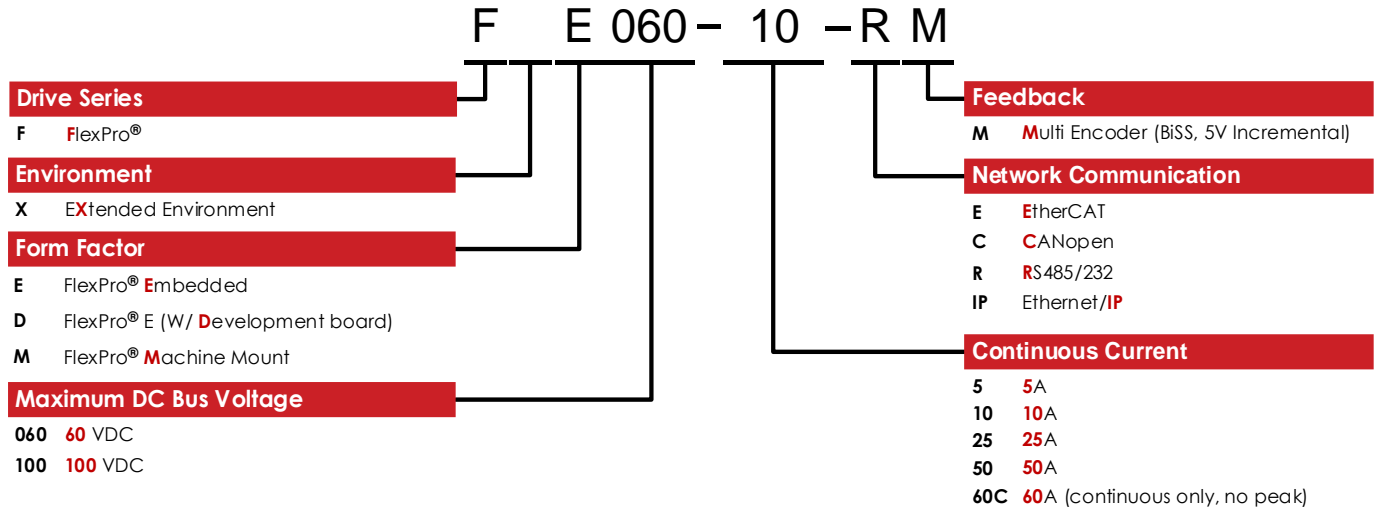 F E 060 - 10 - R M
Drive Series
F FlexPro®
Environment
X EXtended Environment
Form Factor
E FlexPro® Embedded
D FlexPro® E (W/ Development board)
M FlexPro® Machine Mount
Maximum DC Bus Voltage
060 60 VDC
100 100 VDC
Feedback
M Multi Encoder (BiSS, 5V Incremental)
Network Communication
E EtherCAT
C CANopen
R RS485/232
IP Ethernet/IP
Continuous Current
5 5A
10 10A
25 25A
50 50A
60C 60A (continuous only, no peak)